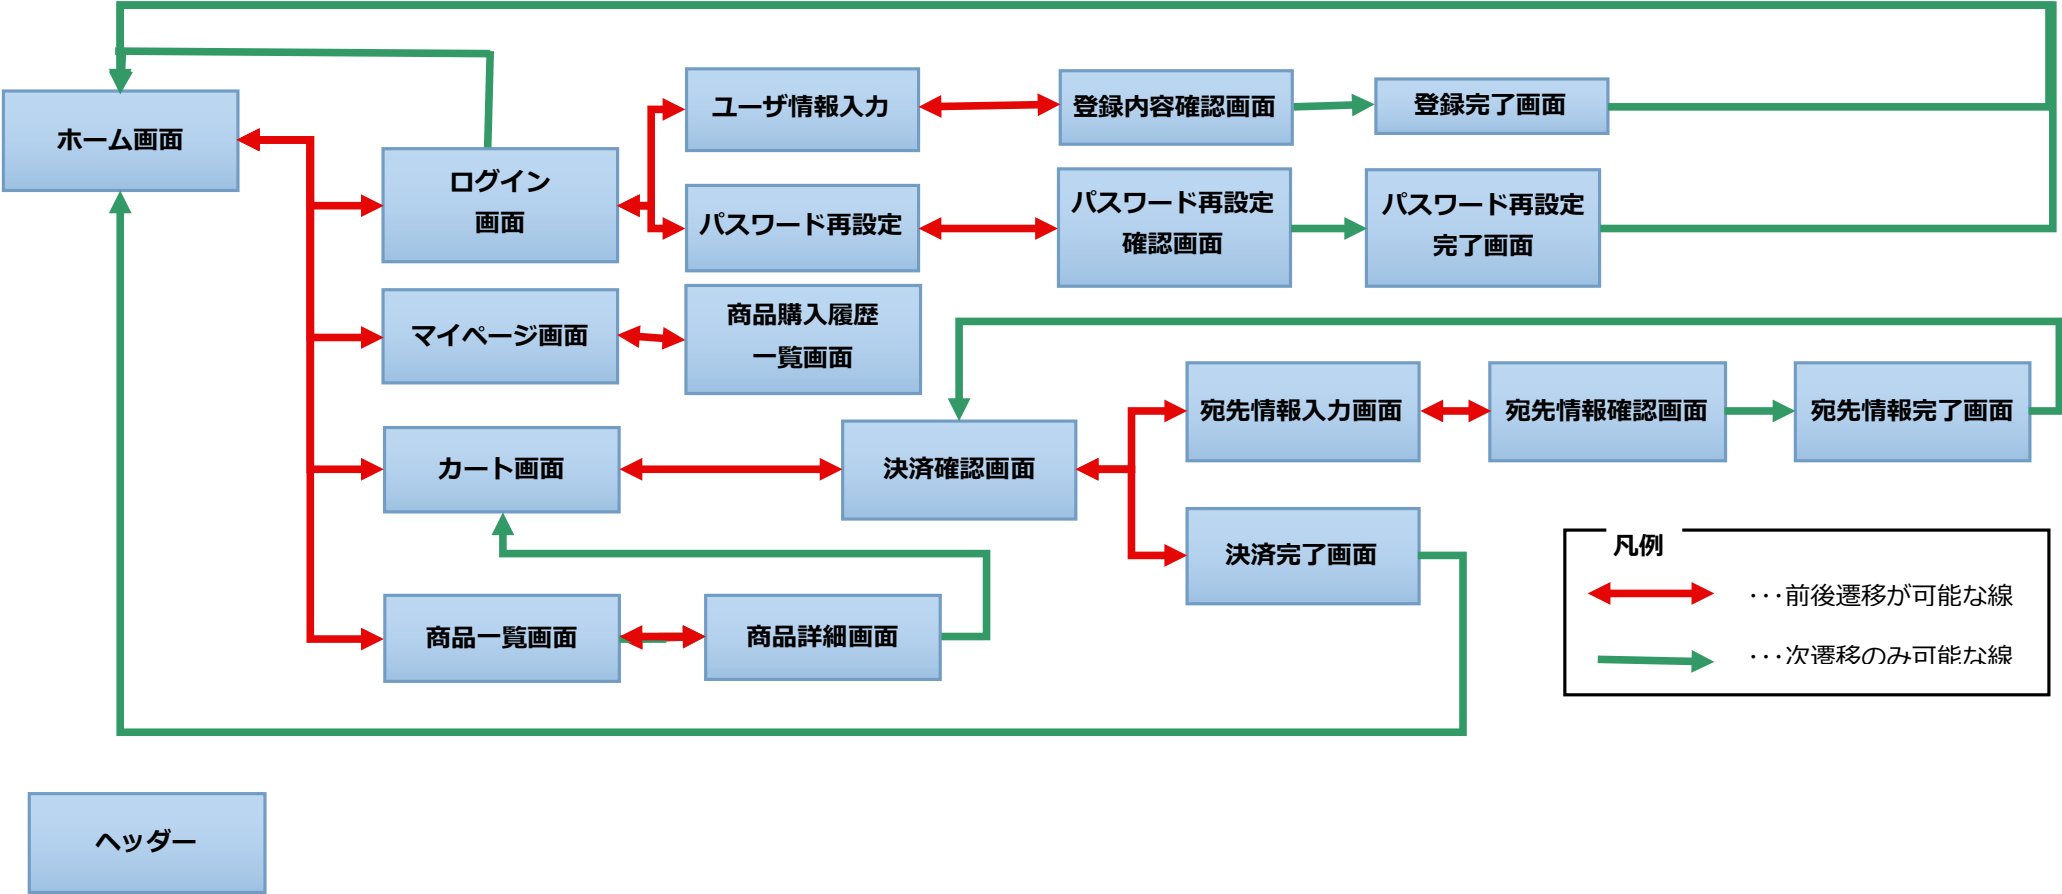 ホーム画面
ログイン
画面
ユーザ情報入力
登録内容確認画面
登録完了画面
パスワード再設定
パスワード再設定
確認画面
パスワード再設定
完了画面
マイページ画面
商品購入履歴
一覧画面
カート画面
決済確認画面
宛先情報入力画面
宛先情報確認画面
宛先情報完了画面
決済完了画面
商品一覧画面
商品詳細画面
凡例
･･･前後遷移が可能な線
･･･次遷移のみ可能な線
ヘッダー